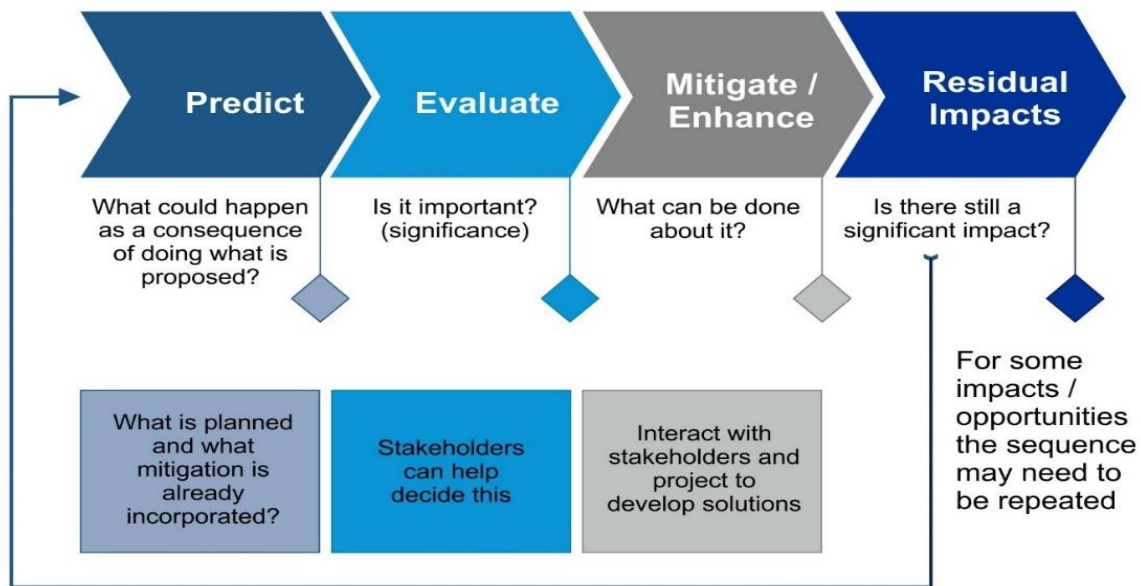 Predict
Evaluate
Mitigate /
Enhance
Residual
Impacts
What could happen
as a consequence
of doing what is
proposed?
Is it important?
(significance)
What can be done
about it?
Is there still a
significant impact?
What is planned
and what
mitigation is
already
incorporated?
Stakeholders
can help
decide this
Interact with
stakeholders and
project to
develop solutions
For some
impacts /
opportunities
the sequence
may need to
be repeated